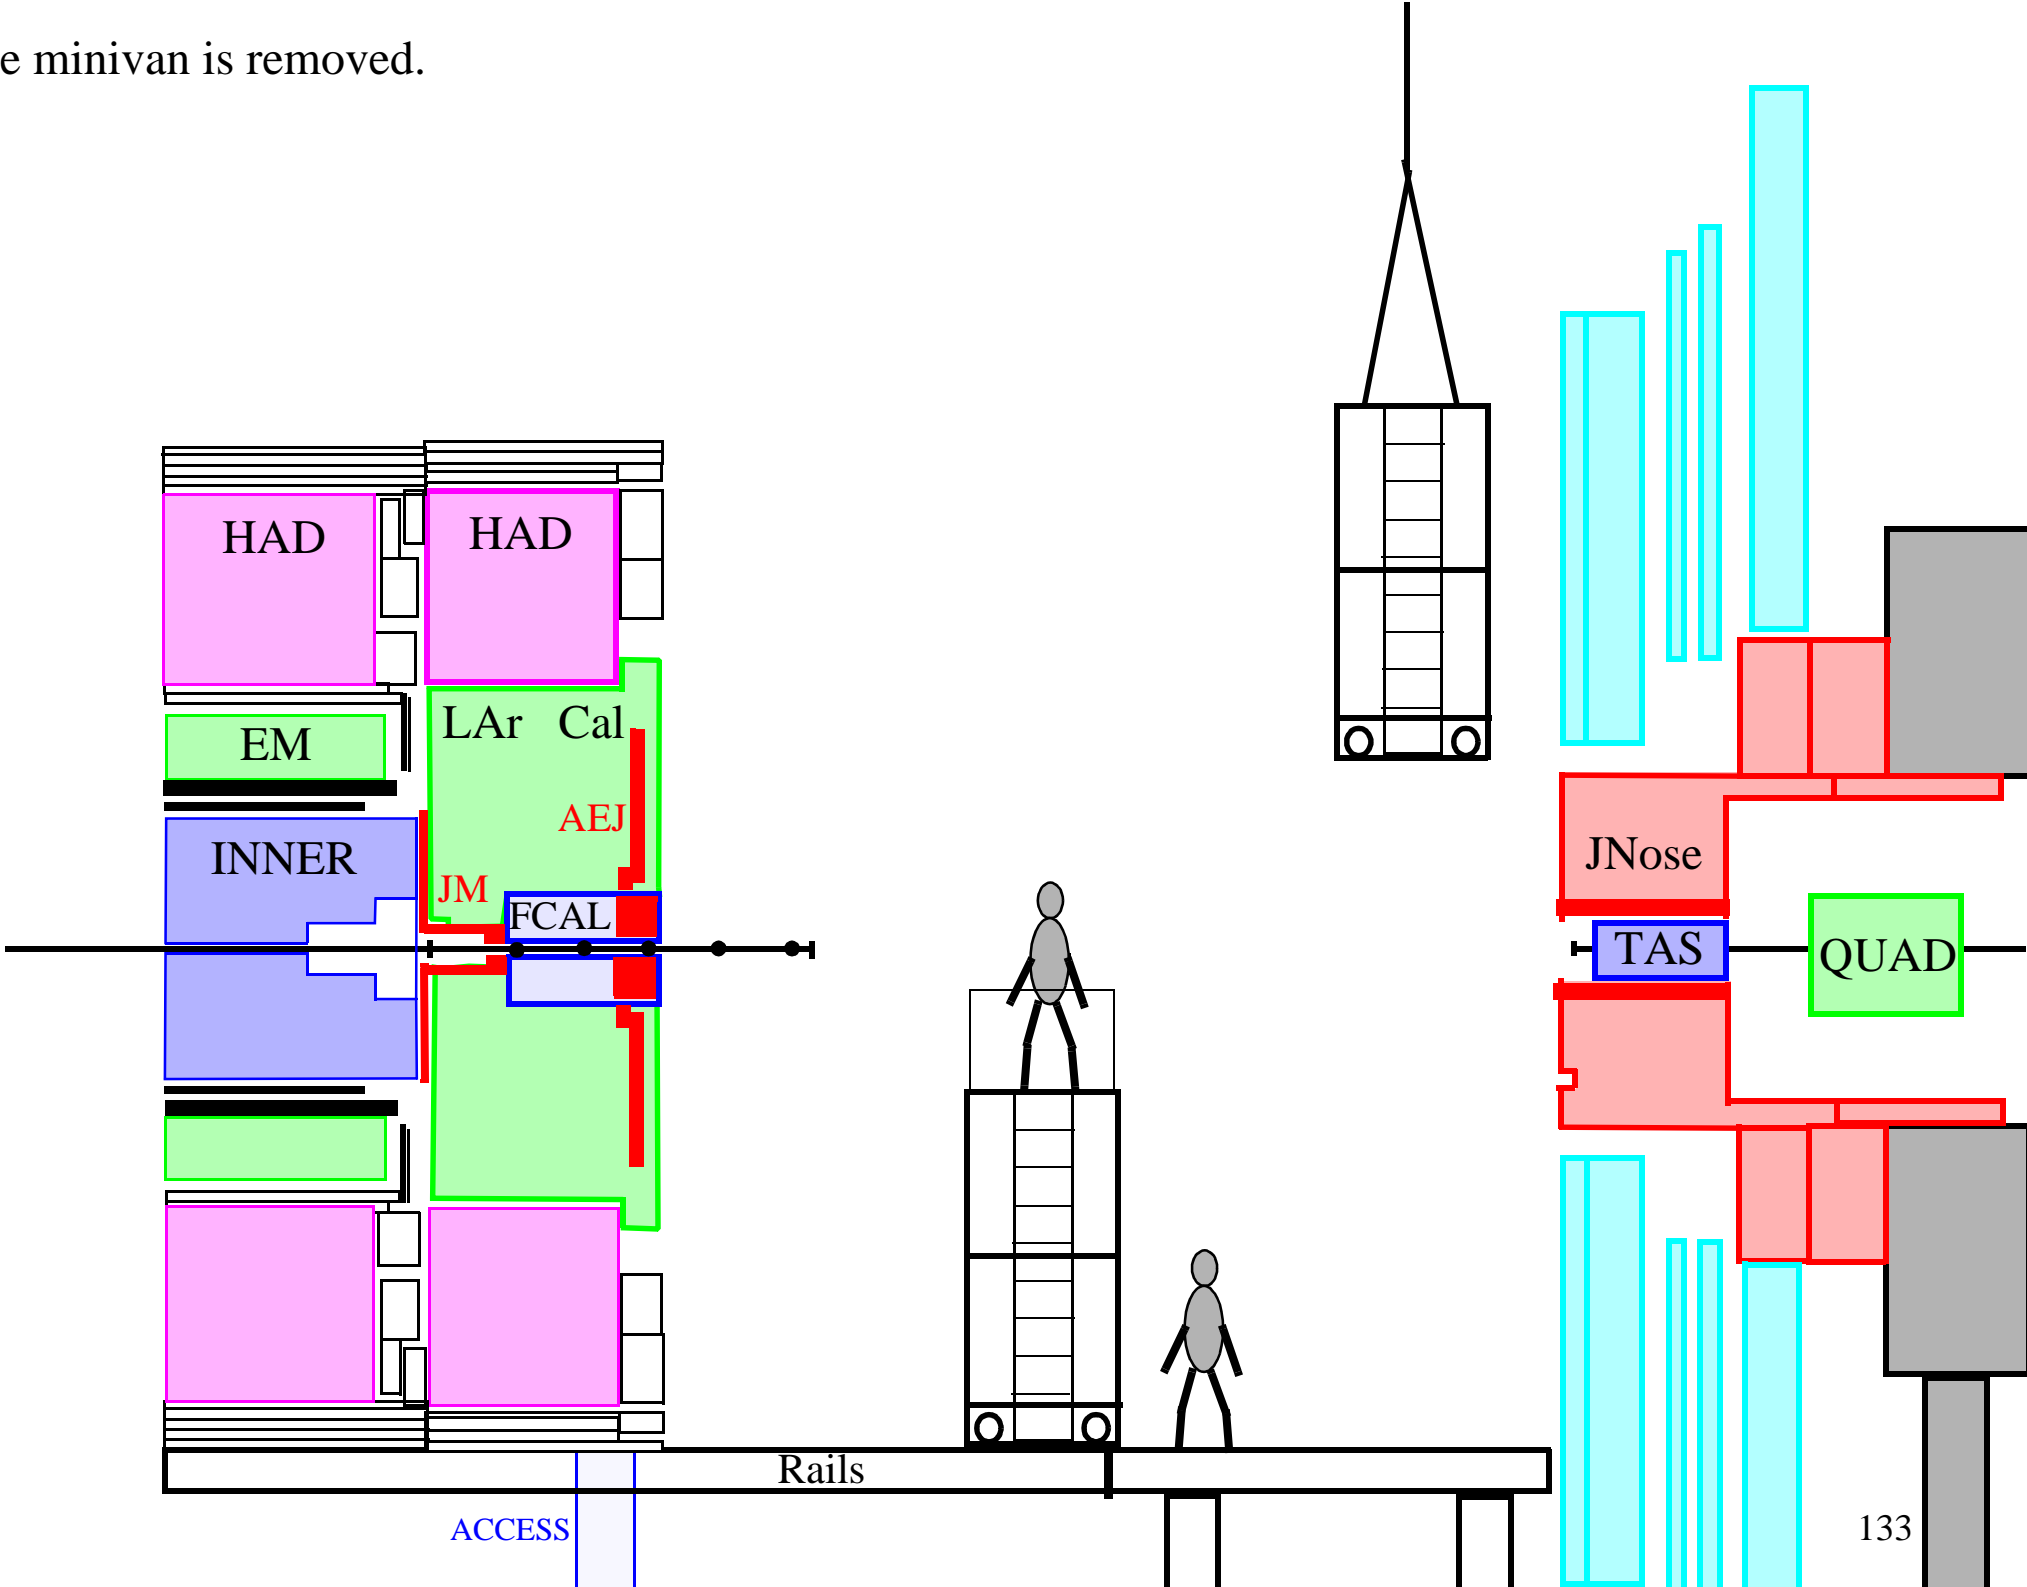 e minivan is removed.
HAD
HAD
LAr Cal
EM
AEJ
INNER
JM
FCAL
JNose
TAS
QUAD
Rails
ACCESS
133